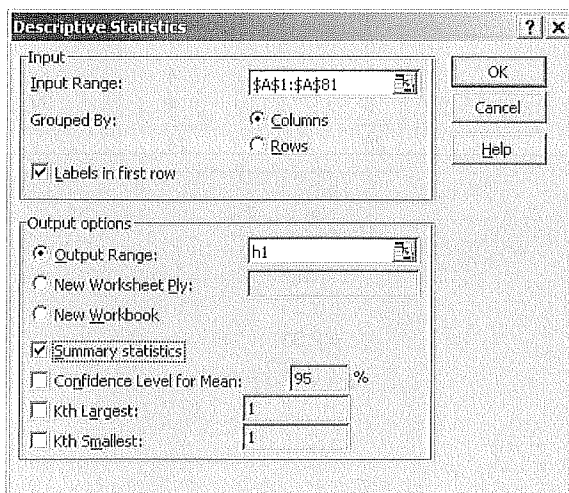 Descriptive Statistics
? x
Input
Input Range:
$A$1:$A$81
Grouped By:
Columns
Rows
Labels in first row
OK
Cancel
Help
Output options
Output Range:
h1
New Worksheet Ply:
New Workbook
Summary statistics
Confidence Level for Mean:
95 %
Kth Largest:
1
Kth Smallest:
1